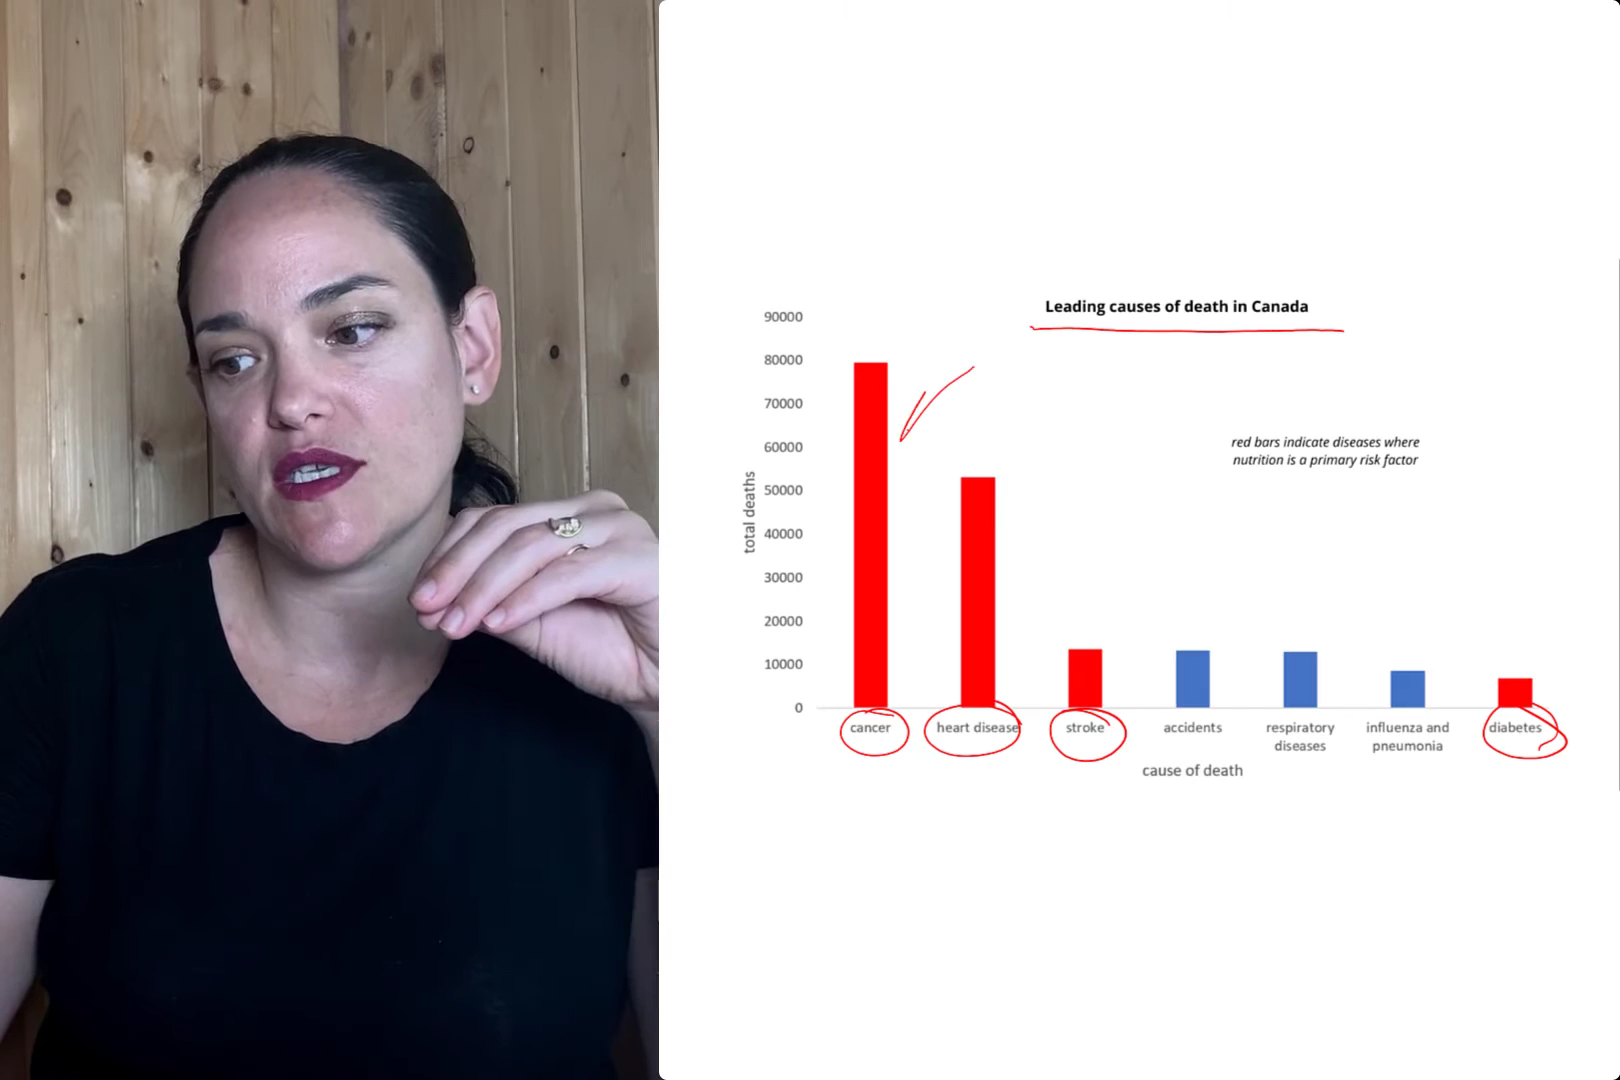 Leading causes of death in Canada
90000
80000
70000
60000
50000
40000
30000
20000
10000
0
total deaths
red bars indicate diseases where
nutrition is a primary risk factor
cancer
heart disease
stroke
accidents
respiratory
diseases
influenza and
pneumonia
diabetes
cause of death